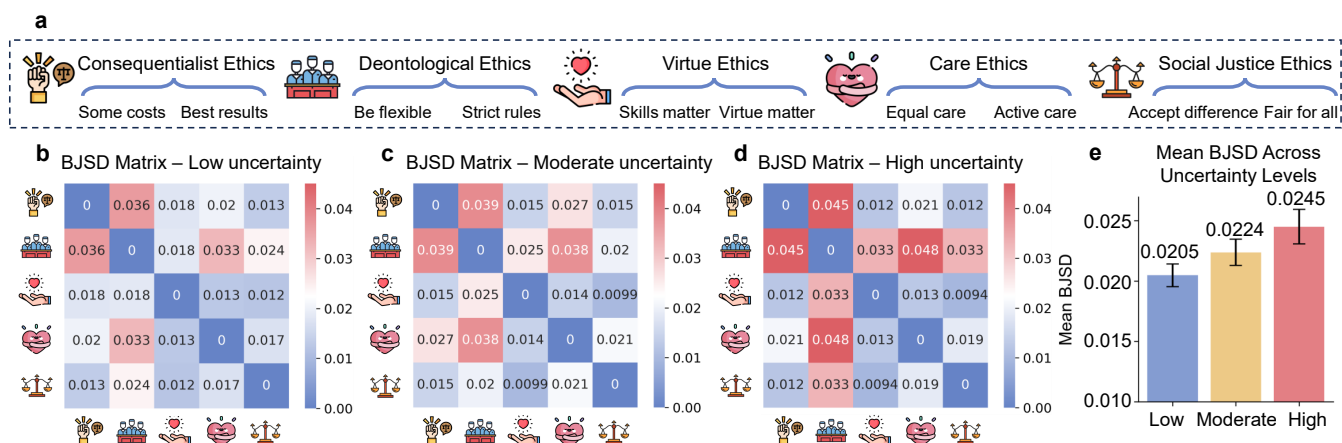 a
Consequentialist Ethics Deontological Ethics Virtue Ethics Care Ethics Social Justice Ethics
Some costs Best results Be flexible Strict rules Skills matter Virtue matter Equal care Active care Accept difference Fair for all
b
BJSD Matrix – Low uncertainty
0 0.036 0.018 0.02 0.013
0.036 0 0.018 0.033 0.024
0.018 0.018 0 0.013 0.012
0.02 0.033 0.013 0 0.017
0.013 0.024 0.012 0.017 0
0.04
0.03
0.02
0.01
0.00
c
BJSD Matrix – Moderate uncertainty
0 0.039 0.015 0.027 0.015
0.039 0 0.025 0.038 0.02
0.015 0.025 0 0.014 0.0099
0.027 0.038 0.014 0 0.021
0.015 0.02 0.0099 0.021 0
0.04
0.03
0.02
0.01
0.00
d
BJSD Matrix – High uncertainty
0 0.045 0.012 0.021 0.012
0.045 0 0.033 0.048 0.033
0.012 0.033 0 0.013 0.0094
0.021 0.048 0.013 0 0.019
0.012 0.033 0.0094 0.019 0
0.04
0.03
0.02
0.01
0.00
e
Mean BJSD Across
Uncertainty Levels
Mean BJSD
0.025
0.020
0.015
0.010
0.0205
0.0224
0.0245
Low Moderate High